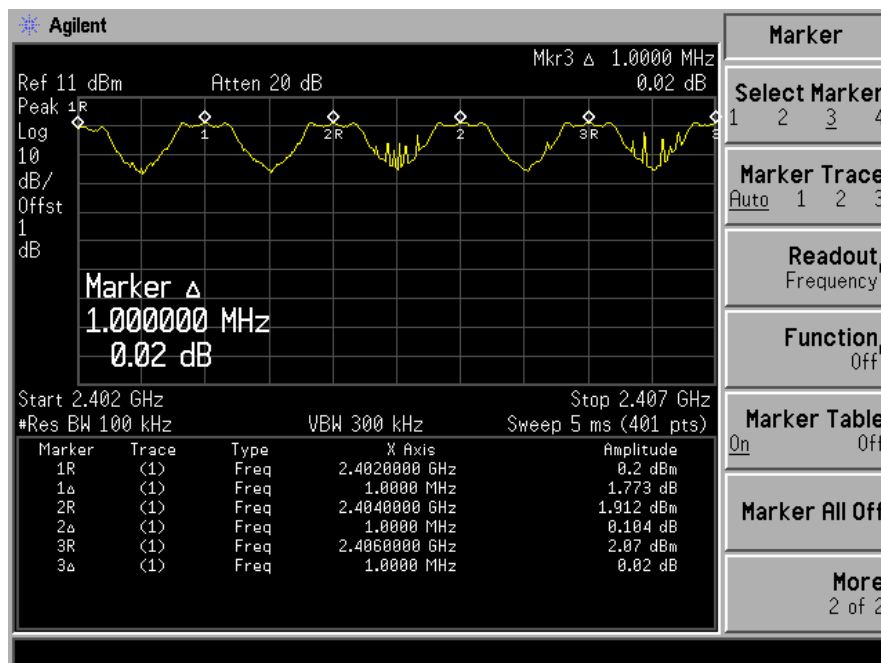 Agilent
Marker
Mkr3 Δ 1.0000 MHz
Ref 11 dBm Atten 20 dB 0.02 dB
Peak
Log
10
dB/
Offst
1
dB
1R 1 2R 2 3R
Marker Δ
1.000000 MHz
0.02 dB
Start 2.402 GHz Stop 2.407 GHz
#Res BW 100 kHz VBW 300 kHz Sweep 5 ms (401 pts)
Marker Trace Type X Axis Amplitude
1R (1) Freq 2.4020000 GHz 0.2 dBm
1Δ (1) Freq 1.0000 MHz 1.773 dB
2R (1) Freq 2.4040000 GHz 1.912 dBm
2Δ (1) Freq 1.0000 MHz 0.104 dB
3R (1) Freq 2.4060000 GHz 2.07 dBm
3Δ (1) Freq 1.0000 MHz 0.02 dB
Select Marker
1 2 3 4
Marker Trace
Auto 1 2 3
Readout
Frequency
Function
Off
Marker Table
On Off
Marker All Off
More
2 of 2